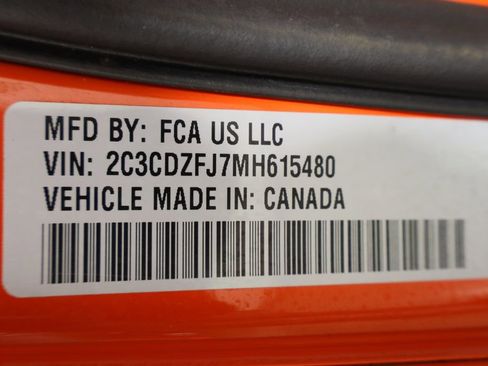 MFD BY: FCA US LLC
VIN: 2C3CDZFJ7MH615480
VEHICLE MADE IN: CANADA